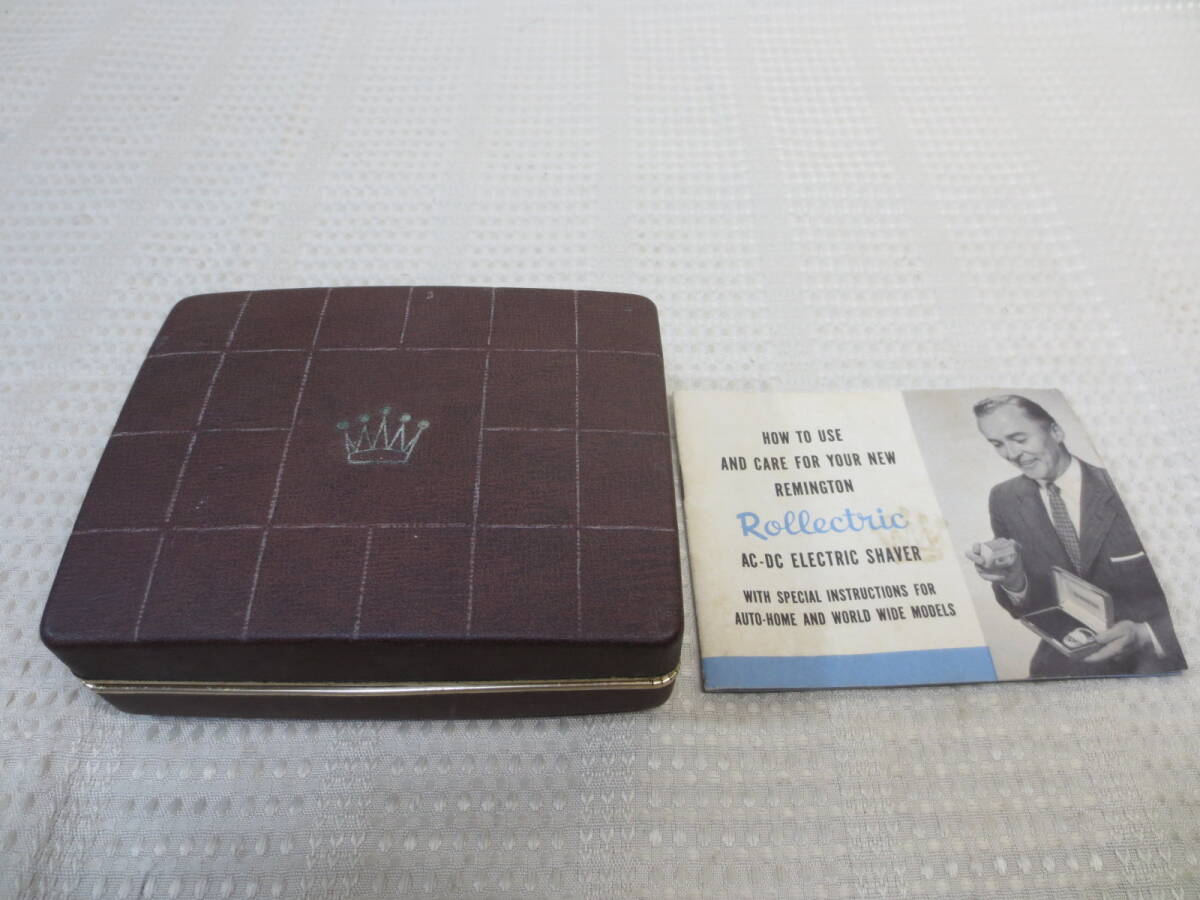 HOW TO USE
AND CARE FOR YOUR NEW
REMINGTON
Rollectric
AC-DC ELECTRIC SHAVER
WITH SPECIAL INSTRUCTIONS FOR
AUTO-HOME AND WORLD WIDE MODELS